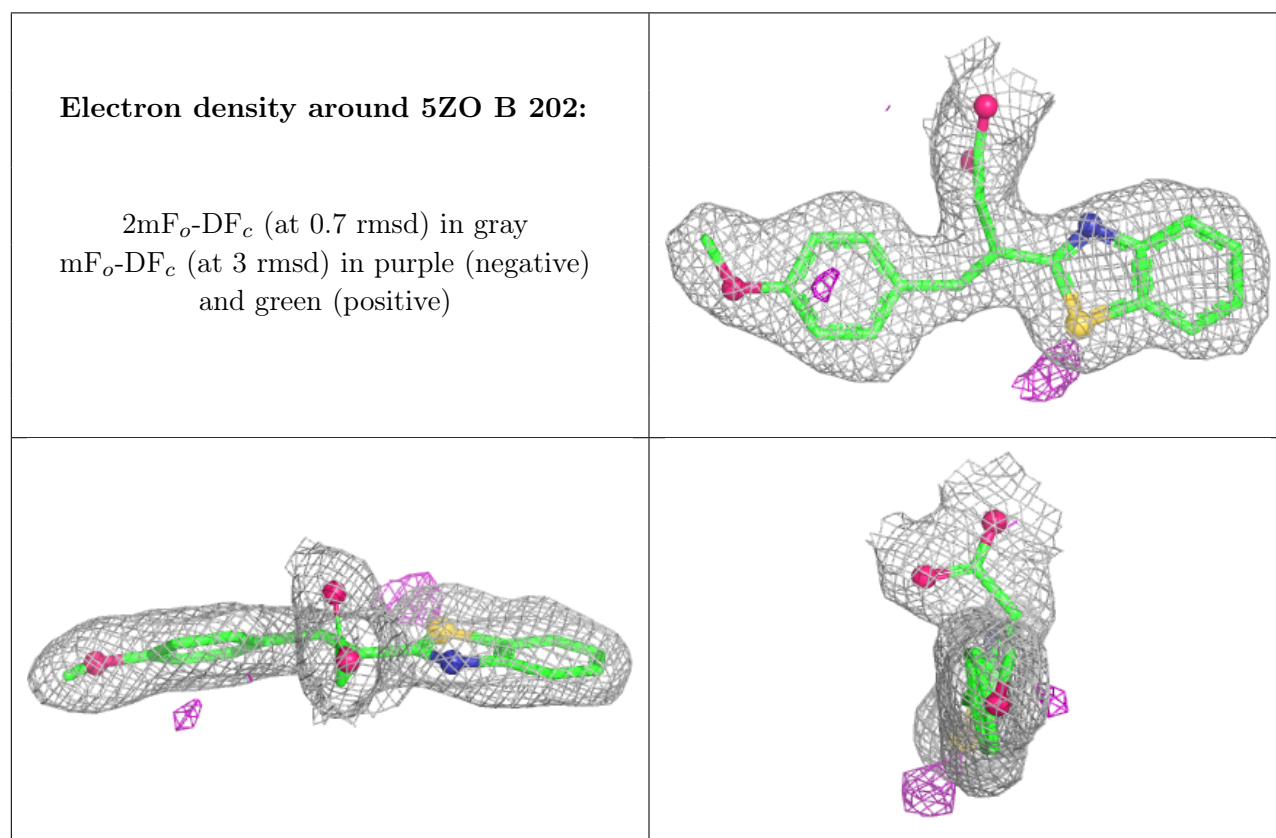 Electron density around 5ZO B 202:
2mFo-DFc (at 0.7 rmsd) in gray
mFo-DFc (at 3 rmsd) in purple (negative)
and green (positive)